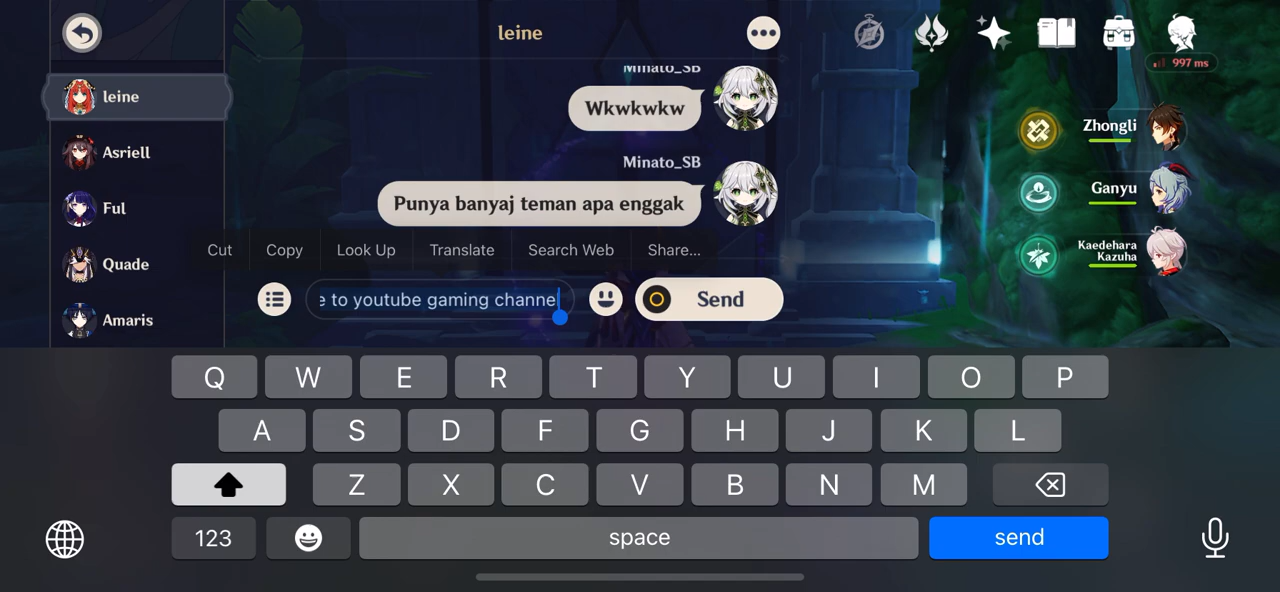 leine
997 ms
leine
Asriell
Ful
Quade
Amaris
Minato_SB
Wkwkwkw
Minato_SB
Punya banyaj teman apa enggak
Cut Copy Look Up Translate Search Web Share...
e to youtube gaming channe
Send
Zhongli
Ganyu
Kaedehara
Kazuha
Q W E R T Y U I O P
A S D F G H J K L
Z X C V B N M
123 space send